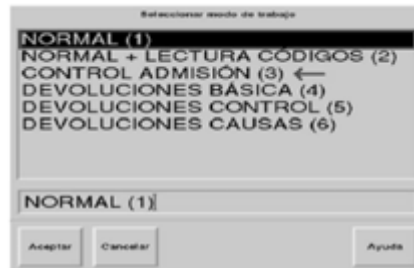 Seleccionar modo de trabajo
NORMAL (1)
NORMAL + LECTURA CÓDIGOS (2)
CONTROL ADMISIÓN (3) ←
DEVOLUCIONES BÁSICA (4)
DEVOLUCIONES CONTROL (5)
DEVOLUCIONES CAUSAS (6)
NORMAL (1)
Aceptar Cancelar Ayuda